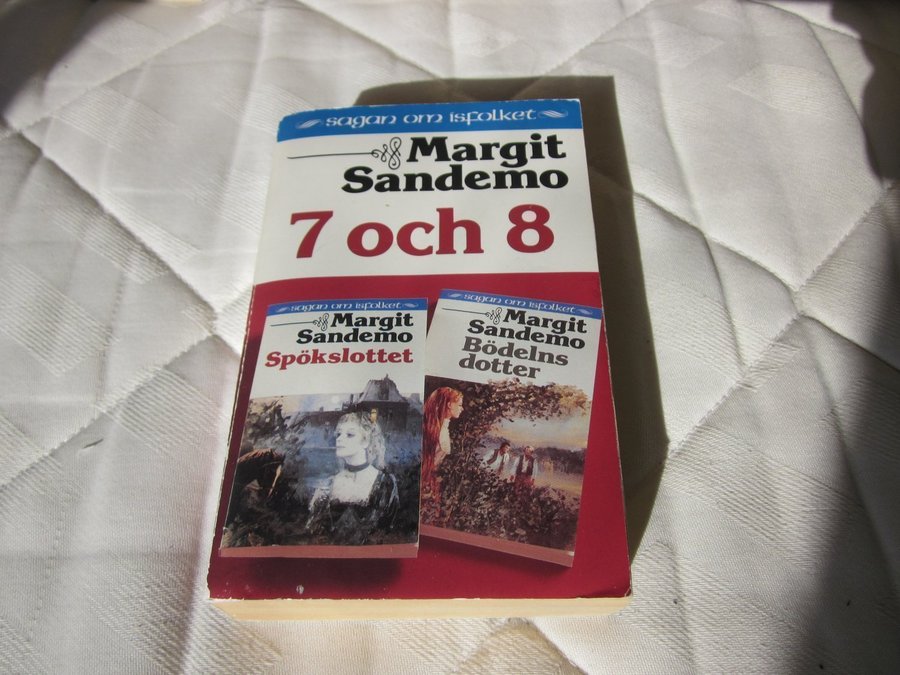 sagan om isfolket
Margit
Sandemo
7 och 8
sagan om isfolket
Margit
Sandemo
Spökslottet
sagan om isfolket
Margit
Sandemo
Bödelns
dotter